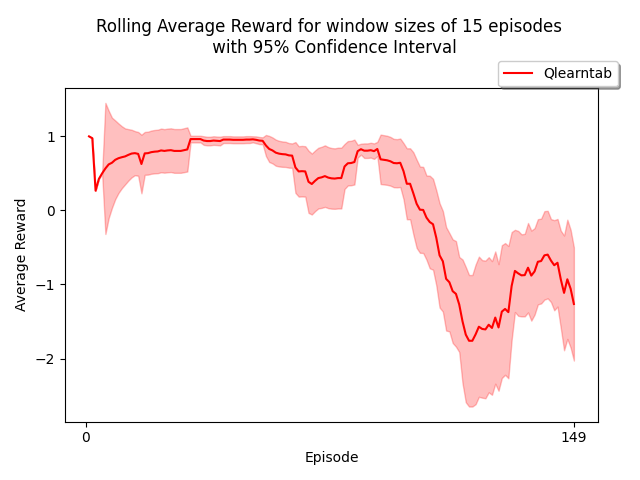 Rolling Average Reward for window sizes of 15 episodes
with 95% Confidence Interval
Qlearntab
Average Reward
1
0
−1
−2
0
149
Episode